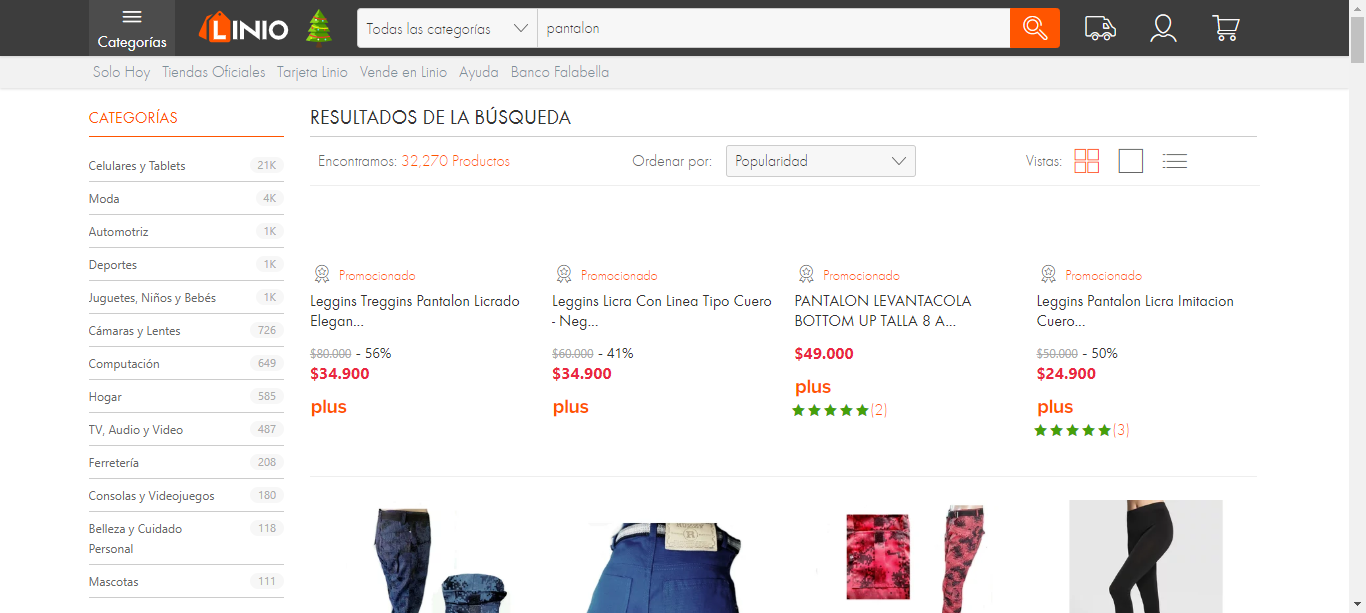 Categorías
LINIO
Todas las categorías
pantalon
Solo Hoy Tiendas Oficiales Tarjeta Linio Vende en Linio Ayuda Banco Falabella
CATEGORÍAS
Celulares y Tablets 21K
Moda 4K
Automotriz 1K
Deportes 1K
Juguetes, Niños y Bebés 1K
Cámaras y Lentes 726
Computación 649
Hogar 585
TV, Audio y Video 487
Ferretería 208
Consolas y Videojuegos 180
Belleza y Cuidado 118
Personal
Mascotas 111
RESULTADOS DE LA BÚSQUEDA
Encontramos: 32,270 Productos
Ordenar por: Popularidad
Vistas:
Promocionado
Leggins Treggins Pantalon Licrado
Elegan...
$80.000 - 56%
$34.900
plus
Promocionado
Leggins Licra Con Linea Tipo Cuero
- Neg...
$60.000 - 41%
$34.900
plus
Promocionado
PANTALON LEVANTACOLA
BOTTOM UP TALLA 8 A...
$49.000
plus
(2)
Promocionado
Leggins Pantalon Licra Imitacion
Cuero...
$50.000 - 50%
$24.900
plus
(3)